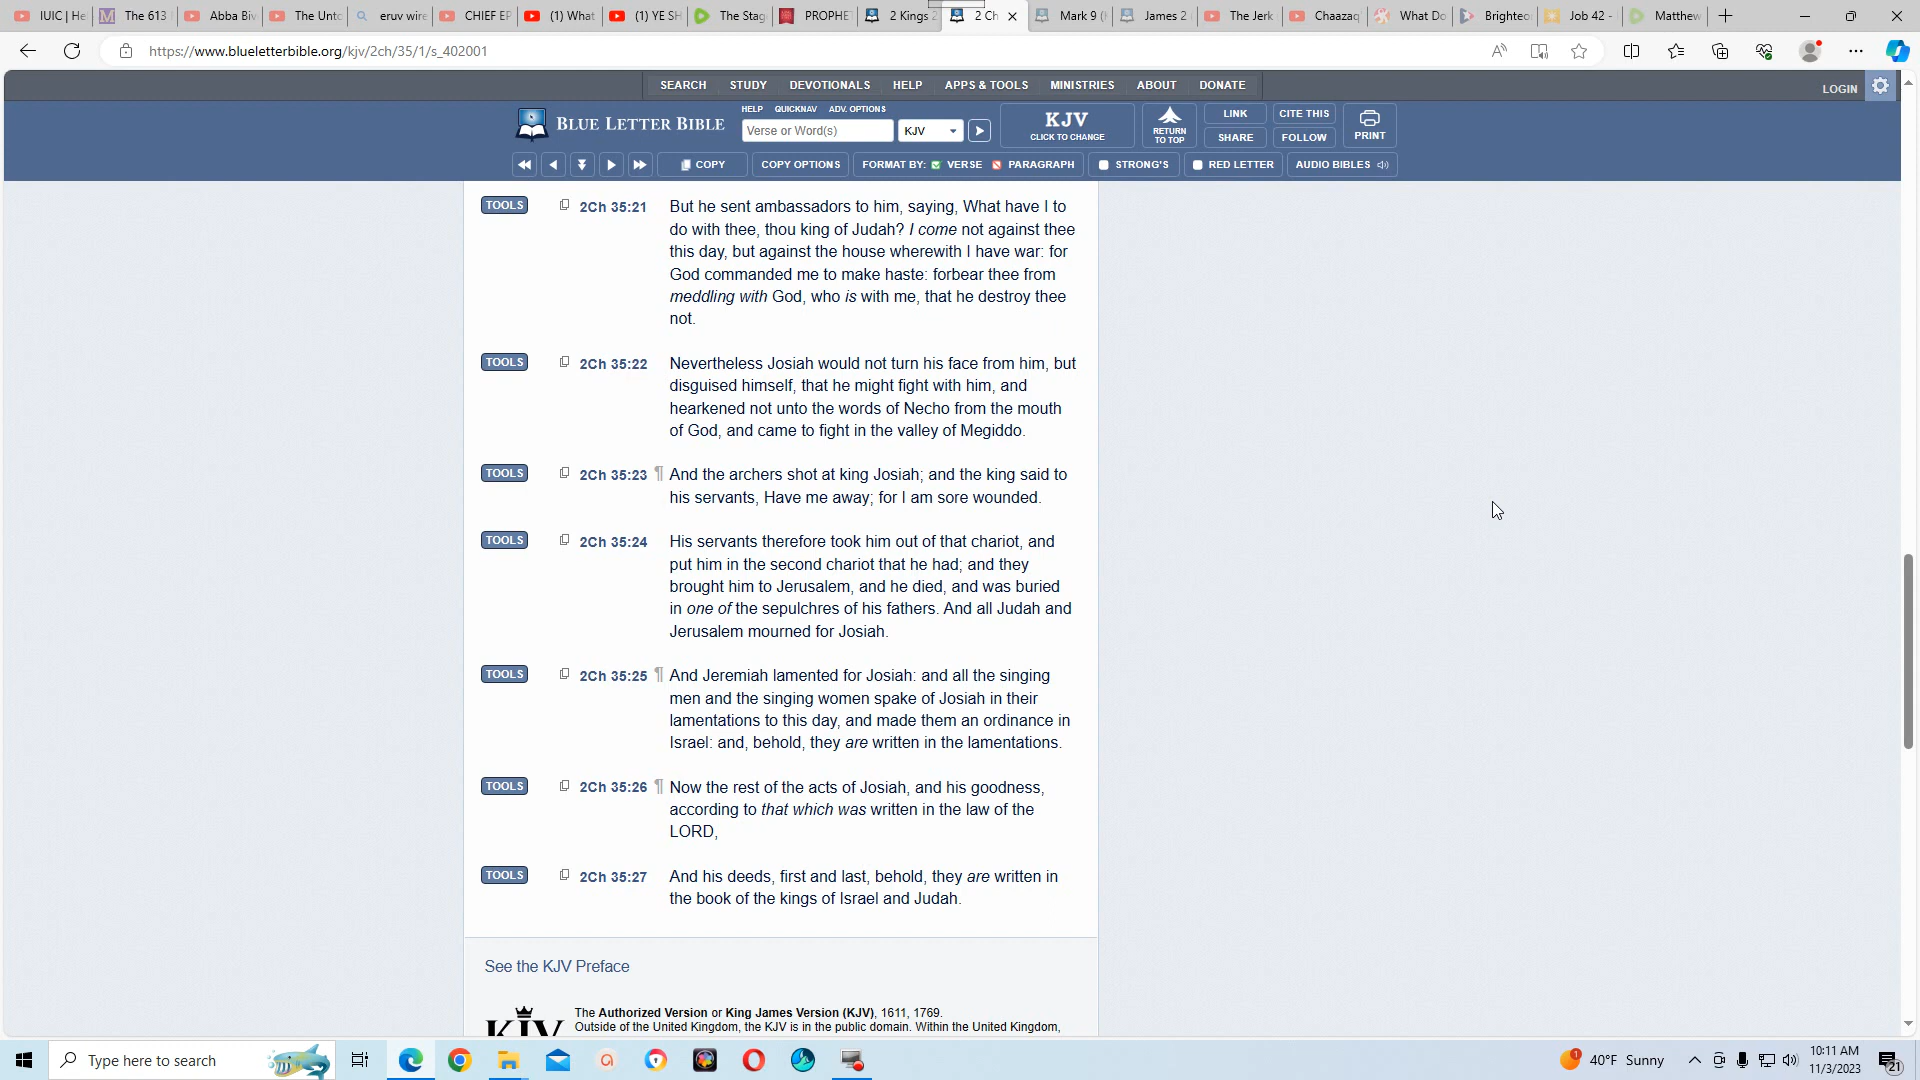 IUIC | He
The 613
Abba Biv
The Unto
eruv wire
CHIEF EP
(1) What
(1) YE SH
The Stag
PROPHE
2 Kings 2
2 Ch
Mark 9 (
James 2
The Jerk
Chaazaq
What Do
Brighteo
Job 42 -
Matthew
https://www.blueletterbible.org/kjv/2ch/35/1/s_402001
SEARCH STUDY DEVOTIONALS HELP APPS & TOOLS MINISTRIES ABOUT DONATE
LOGIN
BLUE LETTER BIBLE
HELP QUICKNAV ADV. OPTIONS
Verse or Word(s)
KJV
KJV
CLICK TO CHANGE
RETURN
TO TOP
LINK
CITE THIS
SHARE
FOLLOW
PRINT
COPY
COPY OPTIONS
FORMAT BY: VERSE PARAGRAPH
STRONG'S
RED LETTER
AUDIO BIBLES
TOOLS 2Ch 35:21 But he sent ambassadors to him, saying, What have I to
do with thee, thou king of Judah? I come not against thee
this day, but against the house wherewith I have war: for
God commanded me to make haste: forbear thee from
meddling with God, who is with me, that he destroy thee
not.
TOOLS 2Ch 35:22 Nevertheless Josiah would not turn his face from him, but
disguised himself, that he might fight with him, and
hearkened not unto the words of Necho from the mouth
of God, and came to fight in the valley of Megiddo.
TOOLS 2Ch 35:23 ¶ And the archers shot at king Josiah; and the king said to
his servants, Have me away; for I am sore wounded.
TOOLS 2Ch 35:24 His servants therefore took him out of that chariot, and
put him in the second chariot that he had; and they
brought him to Jerusalem, and he died, and was buried
in one of the sepulchres of his fathers. And all Judah and
Jerusalem mourned for Josiah.
TOOLS 2Ch 35:25 ¶ And Jeremiah lamented for Josiah: and all the singing
men and the singing women spake of Josiah in their
lamentations to this day, and made them an ordinance in
Israel: and, behold, they are written in the lamentations.
TOOLS 2Ch 35:26 ¶ Now the rest of the acts of Josiah, and his goodness,
according to that which was written in the law of the
LORD,
TOOLS 2Ch 35:27 And his deeds, first and last, behold, they are written in
the book of the kings of Israel and Judah.
See the KJV Preface
KJV
The Authorized Version or King James Version (KJV), 1611, 1769.
Outside of the United Kingdom, the KJV is in the public domain. Within the United Kingdom,
Type here to search
1
40°F Sunny
10:11 AM
11/3/2023
21